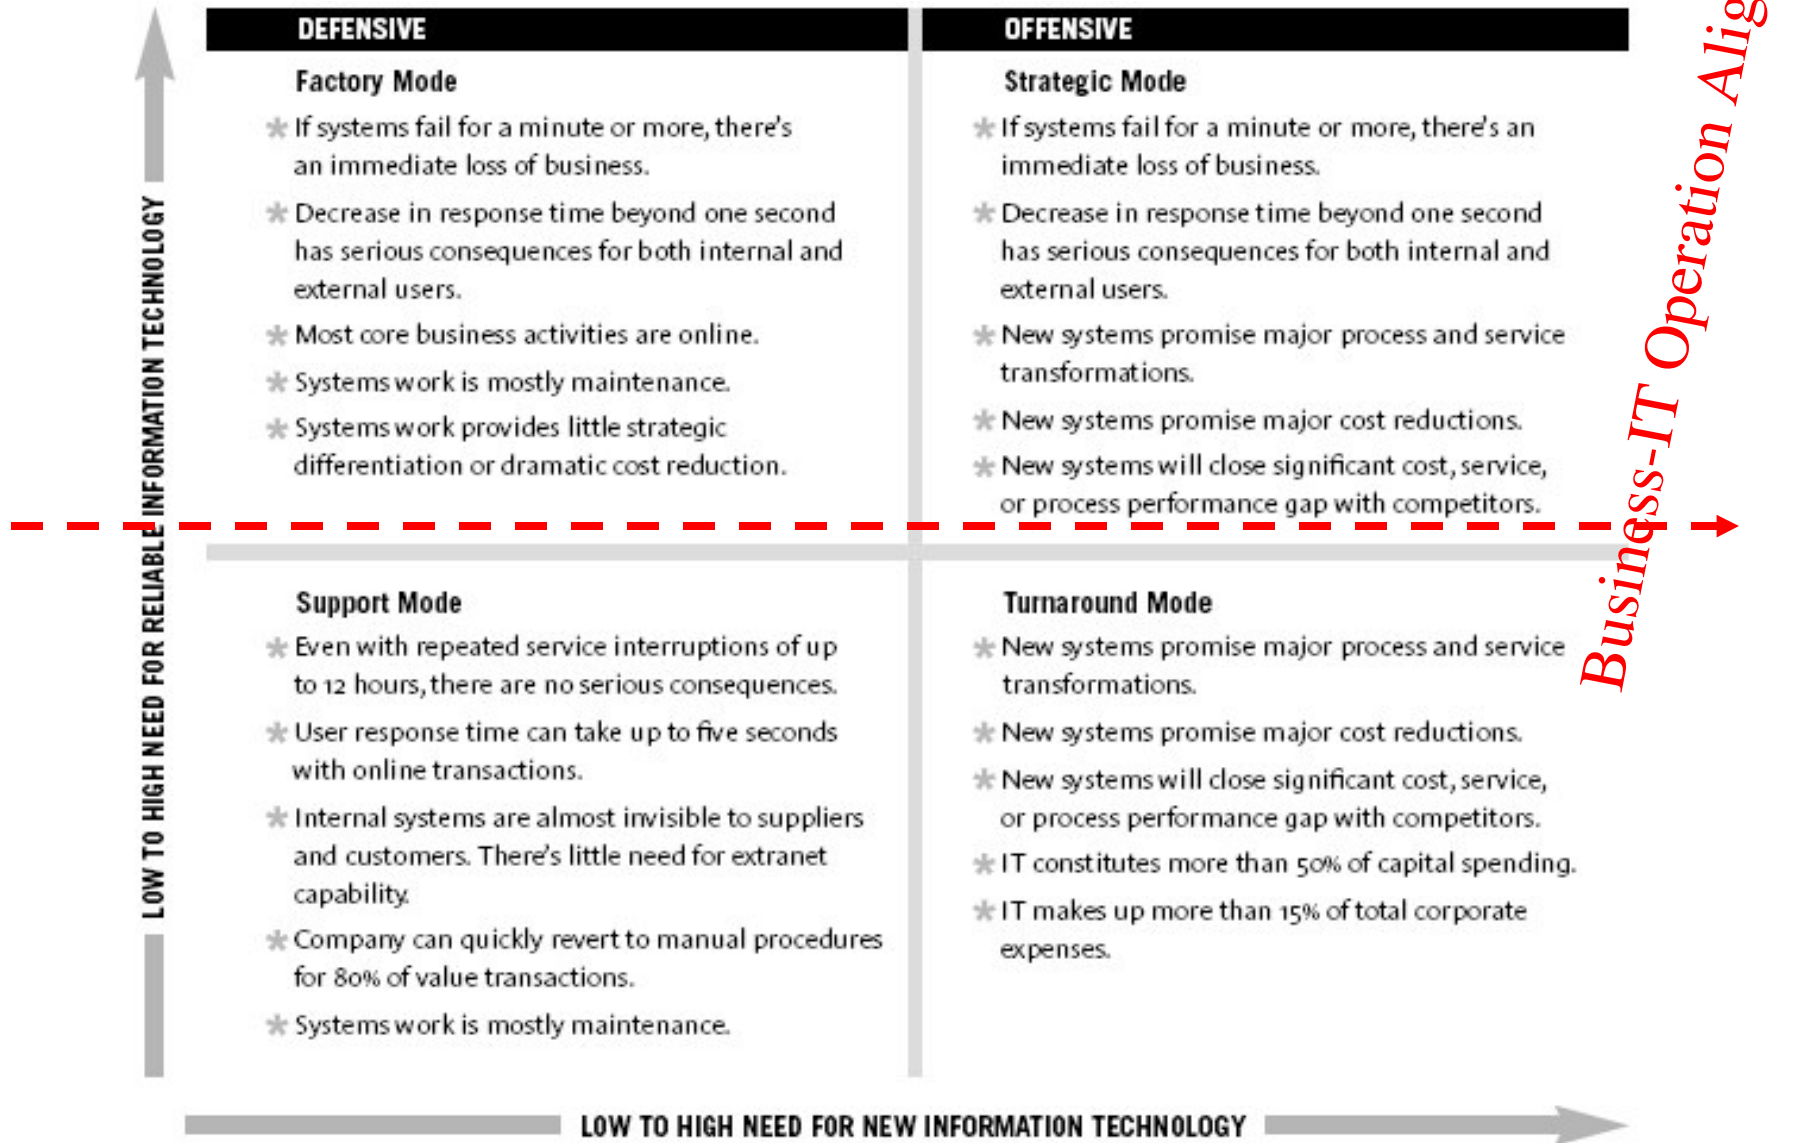 DEFENSIVE
Factory Mode
* If systems fail for a minute or more, there's
an immediate loss of business.
* Decrease in response time beyond one second
has serious consequences for both internal and
external users.
* Most core business activities are online.
* Systems work is mostly maintenance.
* Systems work provides little strategic
differentiation or dramatic cost reduction.
OFFENSIVE
Strategic Mode
* If systems fail for a minute or more, there's an
immediate loss of business.
* Decrease in response time beyond one second
has serious consequences for both internal and
external users.
* New systems promise major process and service
transformations.
* New systems promise major cost reductions.
* New systems will close significant cost, service,
or process performance gap with competitors.
Support Mode
* Even with repeated service interruptions of up
to 12 hours, there are no serious consequences.
* User response time can take up to five seconds
with online transactions.
* Internal systems are almost invisible to suppliers
and customers. There's little need for extranet
capability.
* Company can quickly revert to manual procedures
for 80% of value transactions.
* Systems work is mostly maintenance.
Turnaround Mode
* New systems promise major process and service
transformations.
* New systems promise major cost reductions.
* New systems will close significant cost, service,
or process performance gap with competitors.
* IT constitutes more than 50% of capital spending.
* IT makes up more than 15% of total corporate
expenses.
LOW TO HIGH NEED FOR RELIABLE INFORMATION TECHNOLOGY
LOW TO HIGH NEED FOR NEW INFORMATION TECHNOLOGY
Business-IT Operation Alig